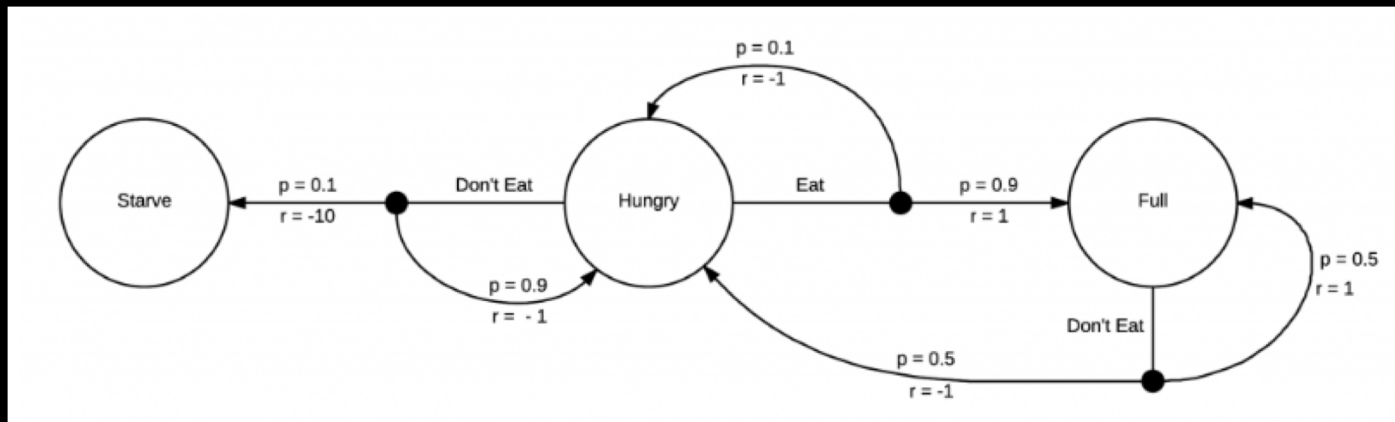 p = 0.1
r = -1
Starve
p = 0.1
r = -10
Don't Eat
Hungry
Eat
p = 0.9
r = 1
Full
p = 0.9
r = - 1
p = 0.5
r = 1
Don't Eat
p = 0.5
r = -1